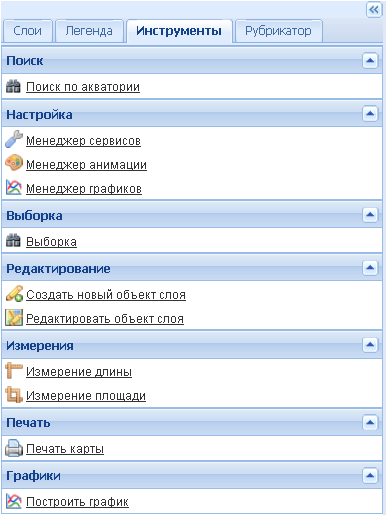 Слои Легенда Инструменты Рубрикатор
Поиск
Поиск по акватории
Настройка
Менеджер сервисов
Менеджер анимации
Менеджер графиков
Выборка
Выборка
Редактирование
Создать новый объект слоя
Редактировать объект слоя
Измерения
Измерение длины
Измерение площади
Печать
Печать карты
Графики
Построить график